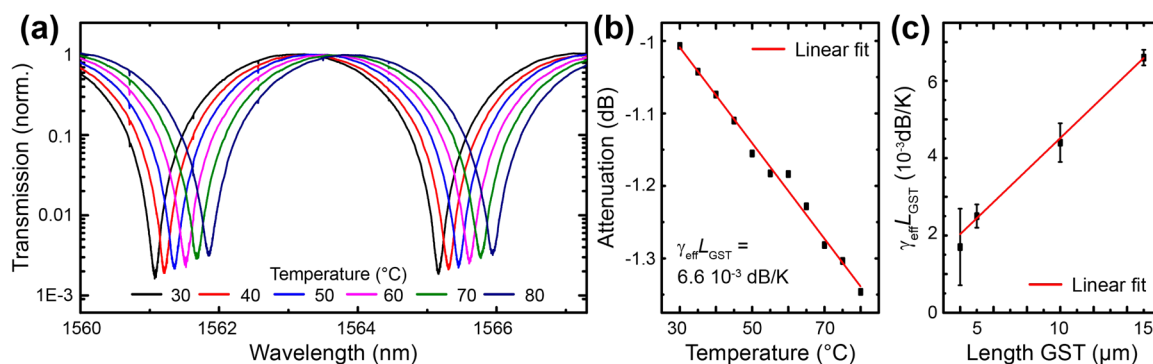 (a)
Transmission (norm.)
1
0.1
0.01
1E-3
Temperature (°C)
30 40 50 60 70 80
1560 1562 1564 1566
Wavelength (nm)
(b)
Attenuation (dB)
-1
-1.1
-1.2
-1.3
Linear fit
γeffLGST =
6.6 10⁻³ dB/K
30 50 70
Temperature (°C)
(c)
γeffLGST (10⁻³dB/K)
6
4
2
0
Linear fit
5 10 15
Length GST (μm)